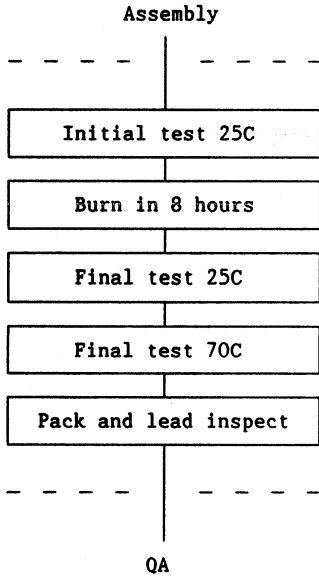 Assembly
Initial test 25C
Burn in 8 hours
Final test 25C
Final test 70C
Pack and lead inspect
QA